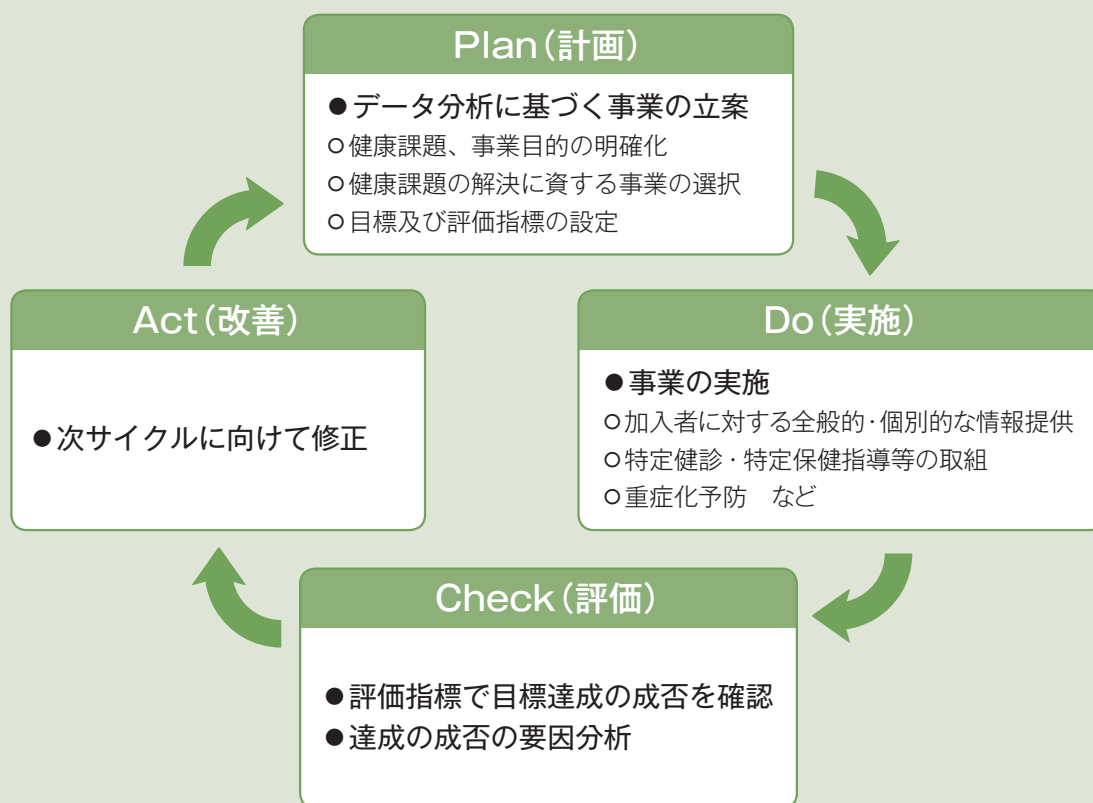 Plan（計画）
●データ分析に基づく事業の立案
○健康課題、事業目的の明確化
○健康課題の解決に資する事業の選択
○目標及び評価指標の設定
Do（実施）
●事業の実施
○加入者に対する全般的･個別的な情報提供
○特定健診・特定保健指導等の取組
○重症化予防　など
Check（評価）
●評価指標で目標達成の成否を確認
●達成の成否の要因分析
Act（改善）
●次サイクルに向けて修正